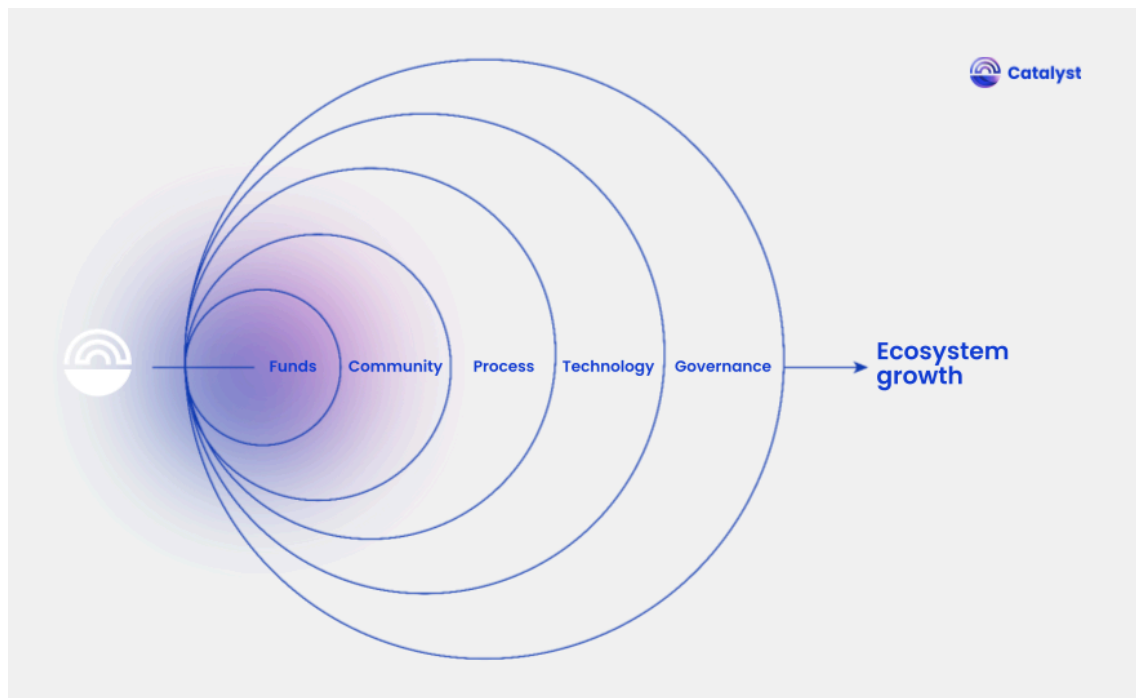 Catalyst
Funds
Community
Process
Technology
Governance
Ecosystem
growth